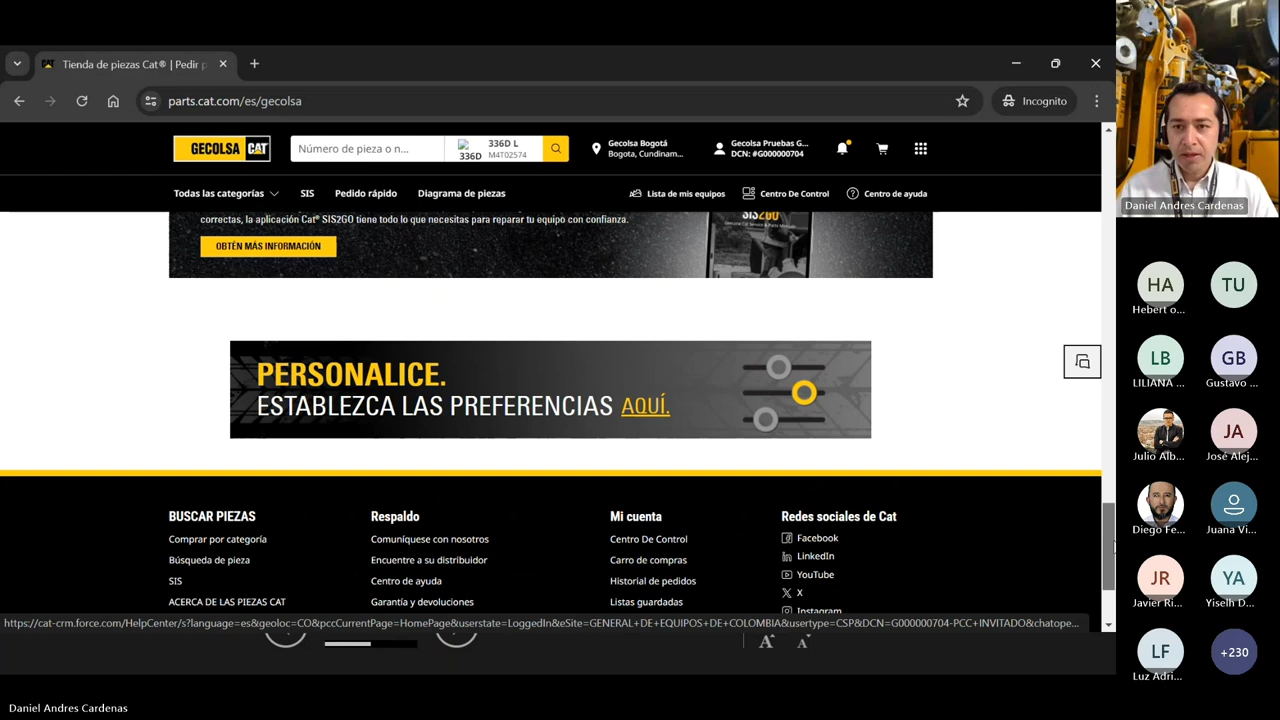 Tienda de piezas Cat® | Pedir p
parts.cat.com/es/gecolsa
Incognito
GECOLSA CAT
Número de pieza o n...
336D
336D L
M4T02574
Gecolsa Bogotá
Bogota, Cundinam...
Gecolsa Pruebas G...
DCN: #G000000704
Todas las categorías
SIS
Pedido rápido
Diagrama de piezas
Lista de mis equipos
Centro De Control
Centro de ayuda
correctas, la aplicación Cat® SIS2GO tiene todo lo que necesitas para reparar tu equipo con confianza.
OBTÉN MÁS INFORMACIÓN
SIS2GO
PERSONALICE.
ESTABLEZCA LAS PREFERENCIAS AQUÍ.
BUSCAR PIEZAS
Comprar por categoría
Búsqueda de pieza
SIS
ACERCA DE LAS PIEZAS CAT
Respaldo
Comuníquese con nosotros
Encuentre a su distribuidor
Centro de ayuda
Garantía y devoluciones
Mi cuenta
Centro De Control
Carro de compras
Historial de pedidos
Listas guardadas
Redes sociales de Cat
Facebook
LinkedIn
YouTube
X
Instagram
https://cat-crm.force.com/HelpCenter/s?language=es&geoloc=CO&pccCurrentPage=HomePage&userstate=LoggedIn&eSite=GENERAL+DE+EQUIPOS+DE+COLOMBIA&usertype=CSP&DCN=G000000704-PCC+INVITADO&chatope...
A
A
Daniel Andres Cardenas
HA
Hebert o...
TU
LB
LILIANA ...
GB
Gustavo ...
Julio Alb...
JA
José Alej...
Diego Fe...
Juana Vi...
JR
Javier Ri...
YA
Yiselh D...
LF
Luz Adri...
+230
Daniel Andres Cardenas